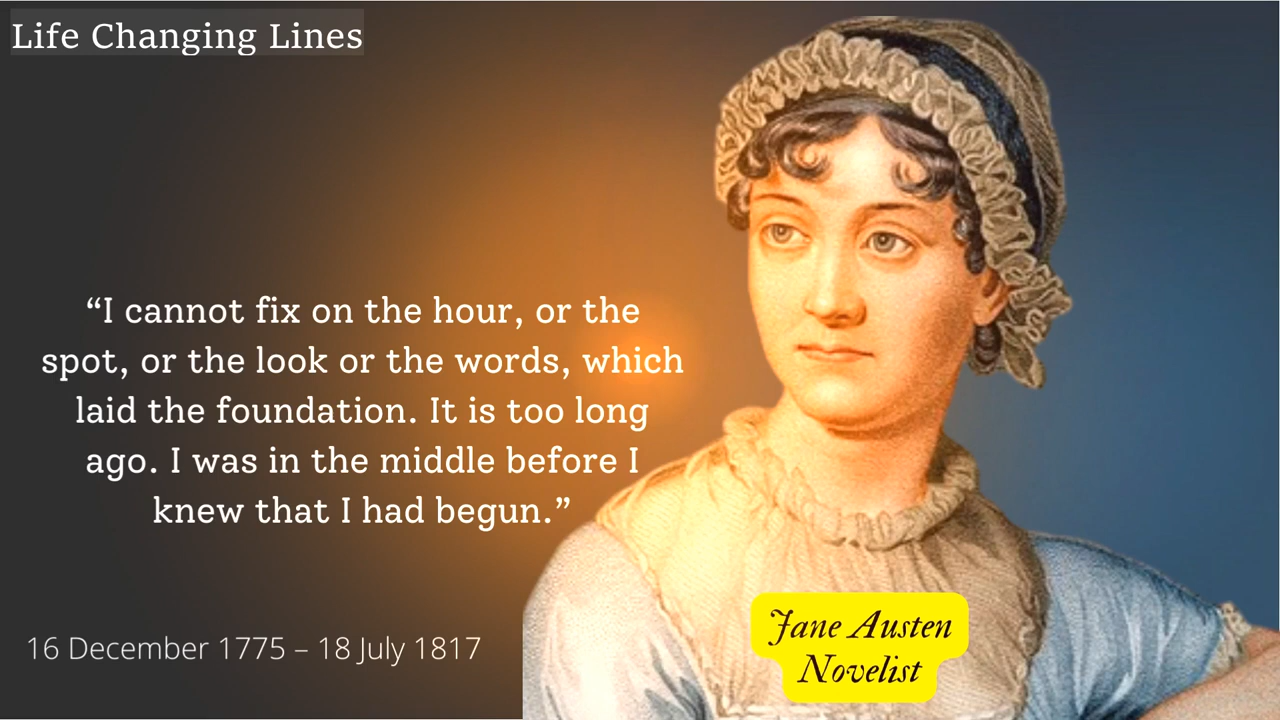 Life Changing Lines
“I cannot fix on the hour, or the
spot, or the look or the words, which
laid the foundation. It is too long
ago. I was in the middle before I
knew that I had begun.”
16 December 1775 – 18 July 1817
Jane Austen
Novelist